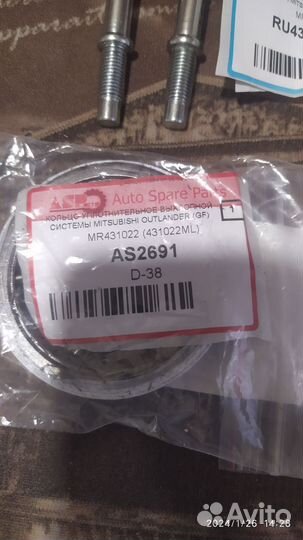 RU43
ASP Auto Spare Parts
КОЛЬЦО УПЛОТНИТЕЛЬНОЕ ВЫХЛОПНОЙ
СИСТЕМЫ MITSUBISHI OUTLANDER (GF)
1
MR431022 (431022ML)
AS2691
D-38
2024/1/26 14:28
Avito